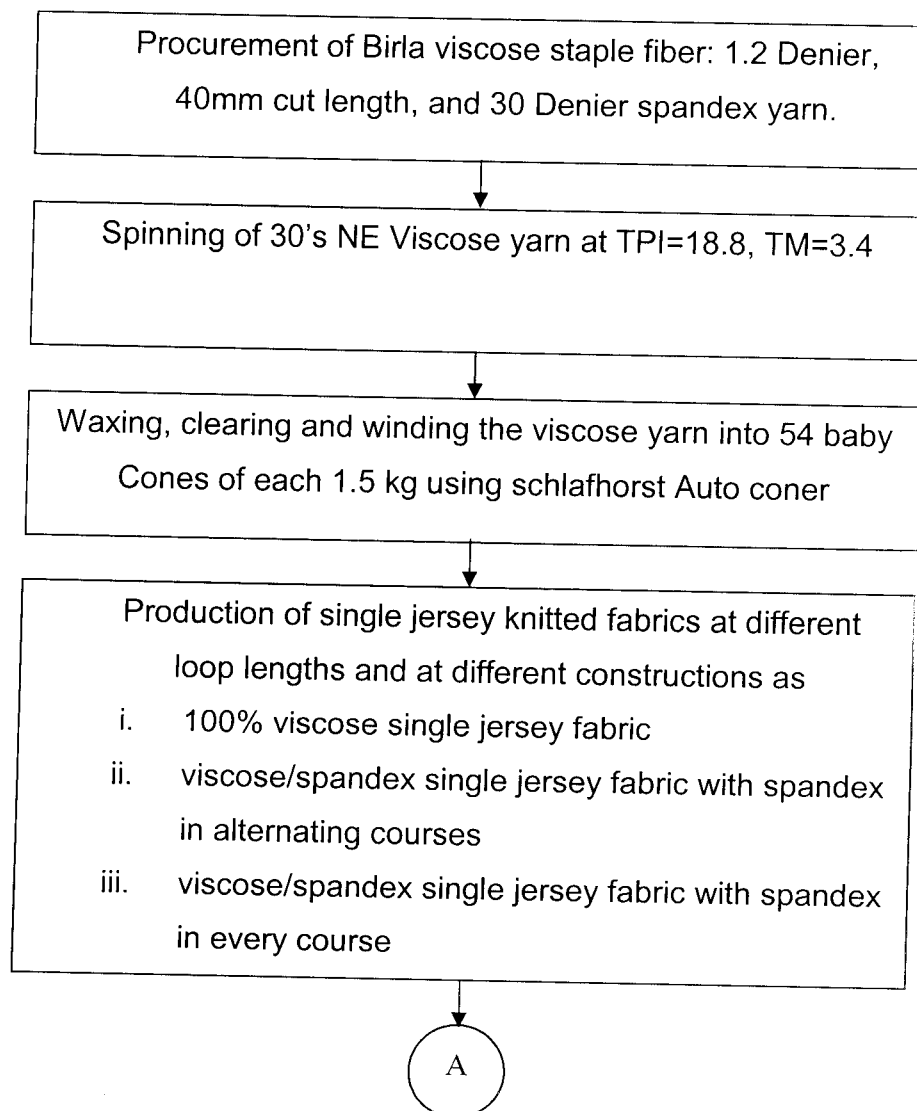 Procurement of Birla viscose staple fiber: 1.2 Denier,
40mm cut length, and 30 Denier spandex yarn.
Spinning of 30's NE Viscose yarn at TPI=18.8, TM=3.4
Waxing, clearing and winding the viscose yarn into 54 baby
Cones of each 1.5 kg using schlafhorst Auto coner
Production of single jersey knitted fabrics at different
loop lengths and at different constructions as
i. 100% viscose single jersey fabric
ii. viscose/spandex single jersey fabric with spandex
in alternating courses
iii. viscose/spandex single jersey fabric with spandex
in every course
A